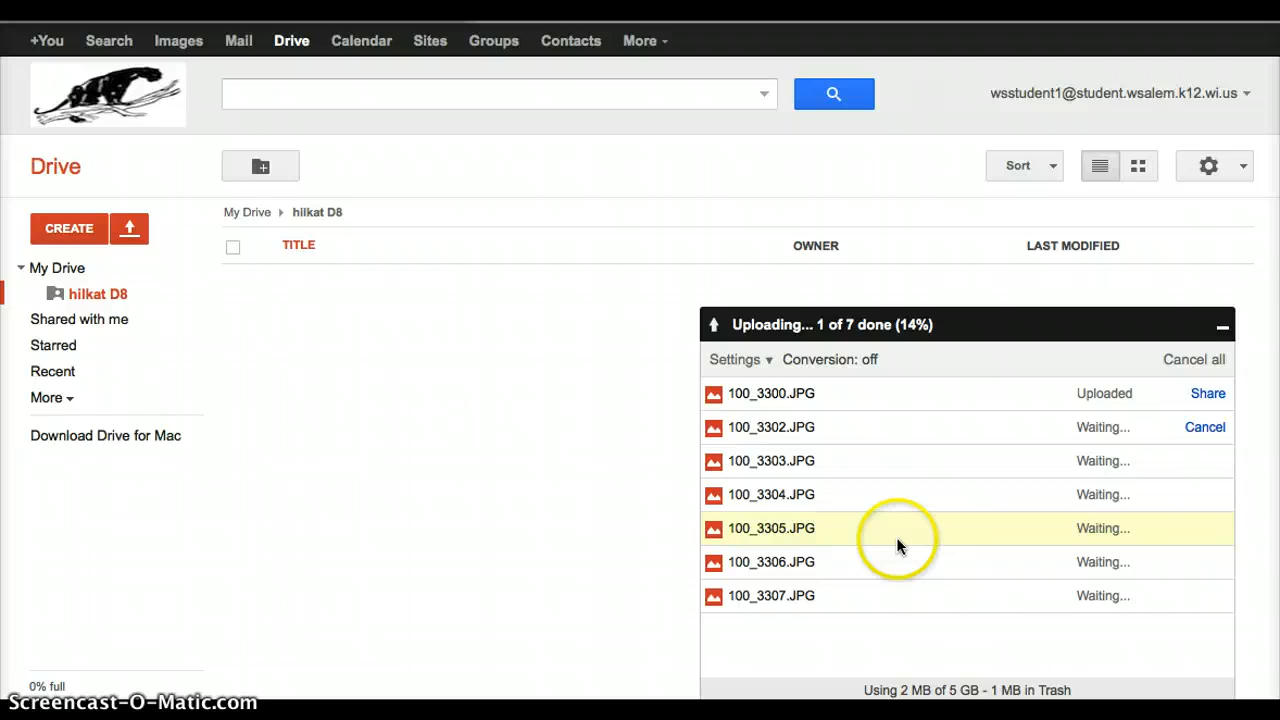 +You Search Images Mail Drive Calendar Sites Groups Contacts More
wsstudent1@student.wsalem.k12.wi.us
Drive
Sort
CREATE
My Drive
hilkat D8
Shared with me
Starred
Recent
More
Download Drive for Mac
0% full
My Drive hilkat D8
TITLE OWNER LAST MODIFIED
Uploading... 1 of 7 done (14%)
Settings Conversion: off Cancel all
100_3300.JPG Uploaded Share
100_3302.JPG Waiting... Cancel
100_3303.JPG Waiting...
100_3304.JPG Waiting...
100_3305.JPG Waiting...
100_3306.JPG Waiting...
100_3307.JPG Waiting...
Using 2 MB of 5 GB - 1 MB in Trash
Screencast-O-Matic.com